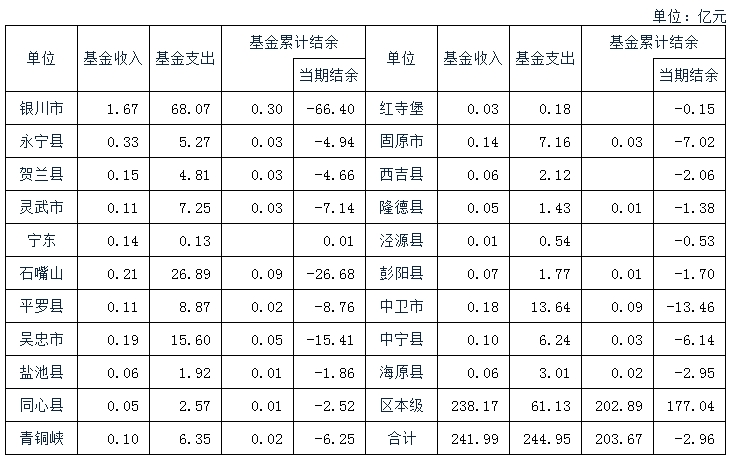 单位：亿元
单位 基金收入 基金支出 基金累计结余 单位 基金收入 基金支出 基金累计结余
当期结余 当期结余
银川市 1.67 68.07 0.30 -66.40 红寺堡 0.03 0.18 -0.15
永宁县 0.33 5.27 0.03 -4.94 固原市 0.14 7.16 0.03 -7.02
贺兰县 0.15 4.81 0.03 -4.66 西吉县 0.06 2.12 -2.06
灵武市 0.11 7.25 0.03 -7.14 隆德县 0.05 1.43 0.01 -1.38
宁东 0.14 0.13 0.01 泾源县 0.01 0.54 -0.53
石嘴山 0.21 26.89 0.09 -26.68 彭阳县 0.07 1.77 0.01 -1.70
平罗县 0.11 8.87 0.02 -8.76 中卫市 0.18 13.64 0.09 -13.46
吴忠市 0.19 15.60 0.05 -15.41 中宁县 0.10 6.24 0.03 -6.14
盐池县 0.06 1.92 0.01 -1.86 海原县 0.06 3.01 0.02 -2.95
同心县 0.05 2.57 0.01 -2.52 区本级 238.17 61.13 202.89 177.04
青铜峡 0.10 6.35 0.02 -6.25 合计 241.99 244.95 203.67 -2.96